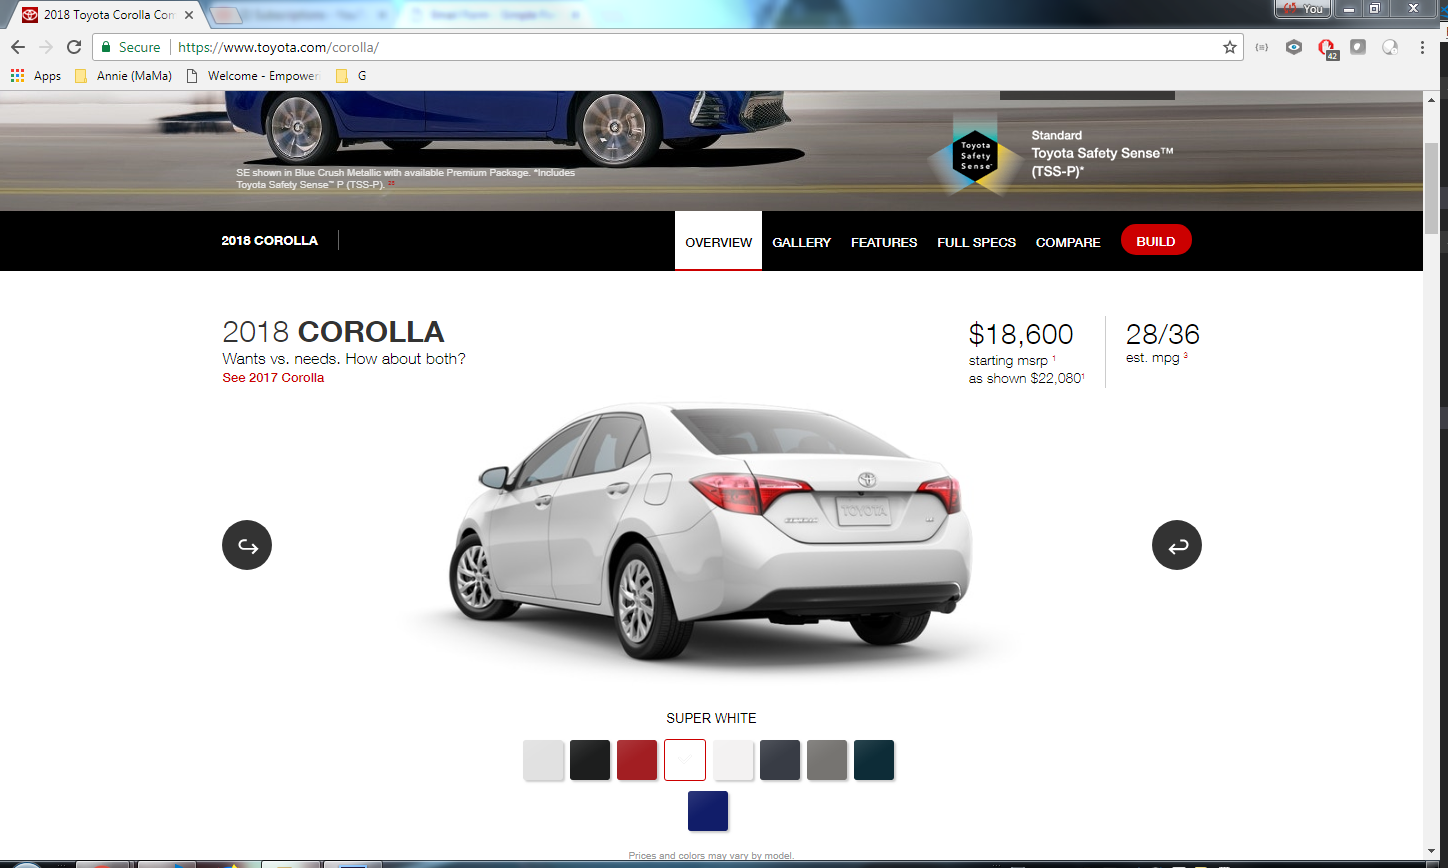 2018 Toyota Corolla Com
You
Secure
https://www.toyota.com/corolla/
42
Apps
Annie (MaMa)
Welcome - Empower
G
Toyota
Safety
Sense
Standard
Toyota Safety Sense™
(TSS-P)*
SE shown in Blue Crush Metallic with available Premium Package. *Includes
Toyota Safety Sense™ P (TSS-P).
2018 COROLLA
OVERVIEW
GALLERY
FEATURES
FULL SPECS
COMPARE
BUILD
2018 COROLLA
Wants vs. needs. How about both?
See 2017 Corolla
$18,600
starting msrp 1
as shown $22,0801
28/36
est. mpg 3
TOYOTA
SUPER WHITE
Prices and colors may vary by model.